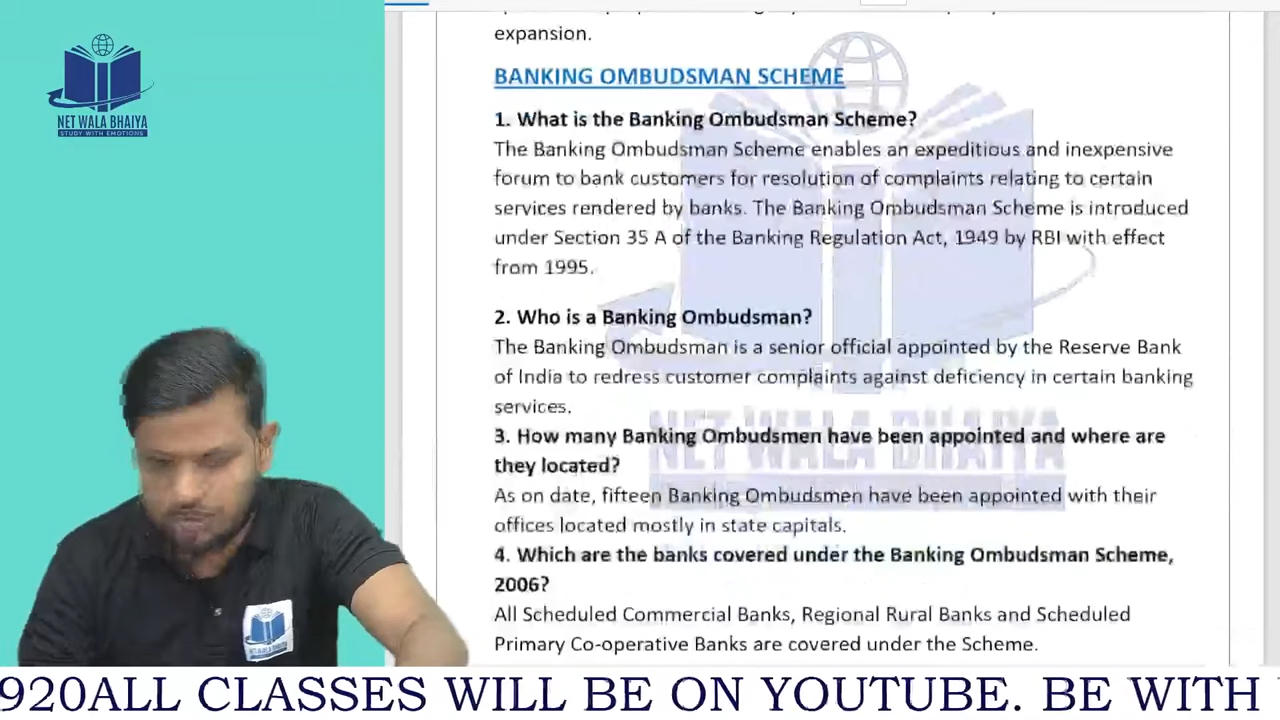 expansion.
BANKING OMBUDSMAN SCHEME
1. What is the Banking Ombudsman Scheme?
The Banking Ombudsman Scheme enables an expeditious and inexpensive
forum to bank customers for resolution of complaints relating to certain
services rendered by banks. The Banking Ombudsman Scheme is introduced
under Section 35 A of the Banking Regulation Act, 1949 by RBI with effect
from 1995.
2. Who is a Banking Ombudsman?
The Banking Ombudsman is a senior official appointed by the Reserve Bank
of India to redress customer complaints against deficiency in certain banking
services.
3. How many Banking Ombudsmen have been appointed and where are
they located?
As on date, fifteen Banking Ombudsmen have been appointed with their
offices located mostly in state capitals.
4. Which are the banks covered under the Banking Ombudsman Scheme,
2006?
All Scheduled Commercial Banks, Regional Rural Banks and Scheduled
Primary Co-operative Banks are covered under the Scheme.
NET WALA BHAIYA
NET WALA BHAIYA
STUDY WITH EMOTIONS
920ALL CLASSES WILL BE ON YOUTUBE. BE WITH